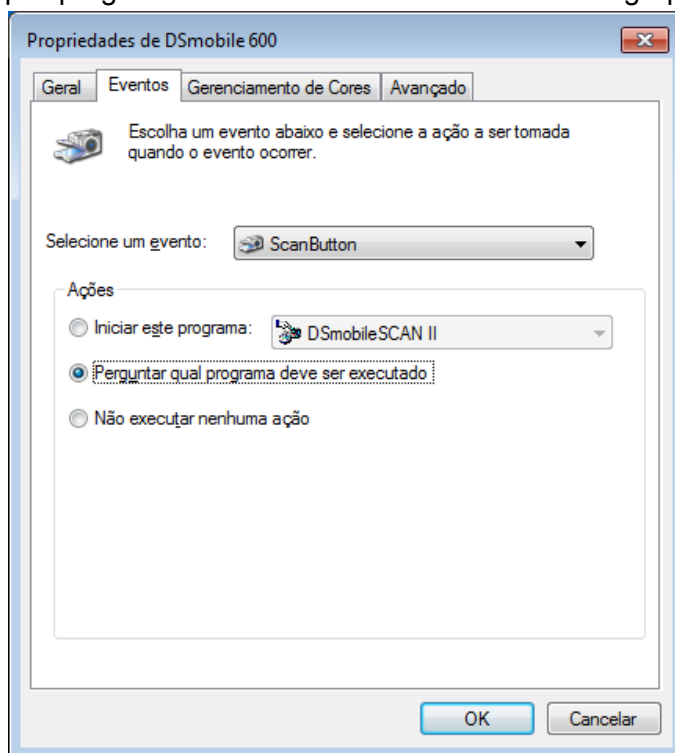 Propriedades de DSmobile 600
Geral Eventos Gerenciamento de Cores Avançado
Escolha um evento abaixo e selecione a ação a ser tomada
quando o evento ocorrer.
Selecione um evento: ScanButton
Ações
Iniciar este programa: DSmobileSCAN II
Perguntar qual programa deve ser executado
Não executar nenhuma ação
OK Cancelar